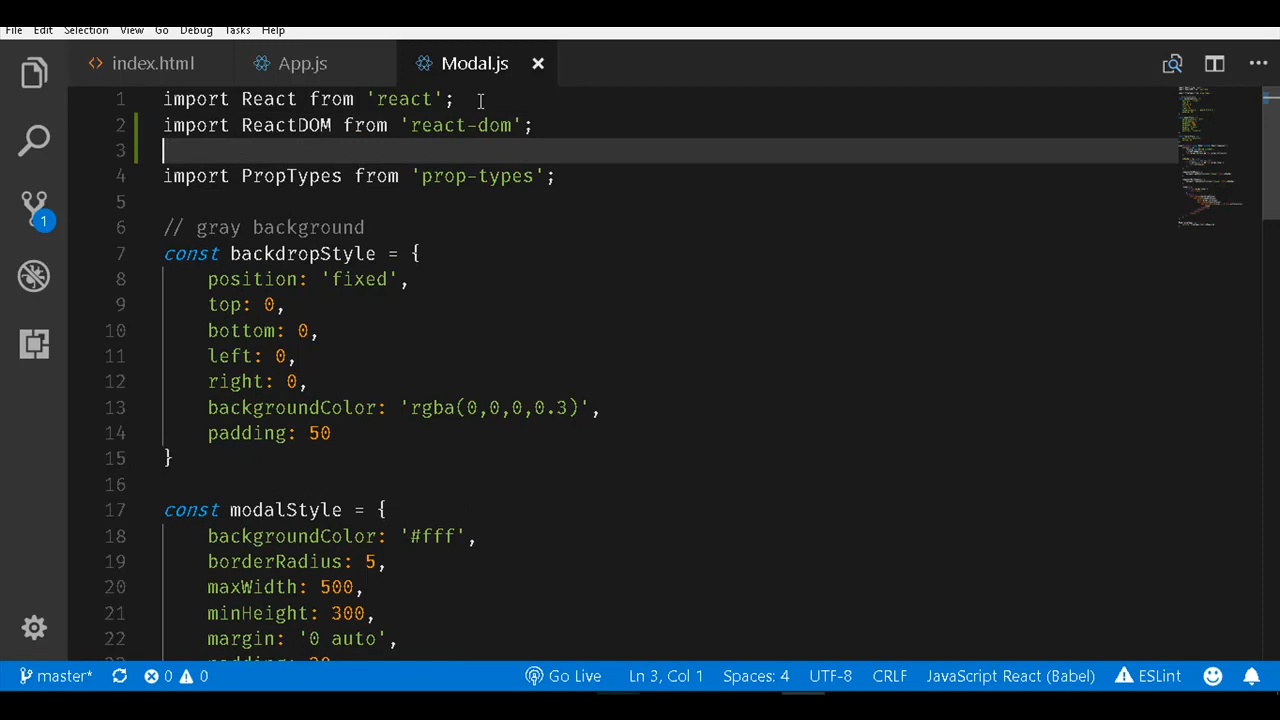 File Edit Selection View Go Debug Tasks Help
index.html App.js Modal.js
1 import React from 'react';
2 import ReactDOM from 'react-dom';
3
4 import PropTypes from 'prop-types';
5
6 // gray background
7 const backdropStyle = {
8 position: 'fixed',
9 top: 0,
10 bottom: 0,
11 left: 0,
12 right: 0,
13 backgroundColor: 'rgba(0,0,0,0.3)',
14 padding: 50
15 }
16
17 const modalStyle = {
18 backgroundColor: '#fff',
19 borderRadius: 5,
20 maxWidth: 500,
21 minHeight: 300,
22 margin: '0 auto',
1
master* 0 0 Go Live Ln 3, Col 1 Spaces: 4 UTF-8 CRLF JavaScript React (Babel) ESLint